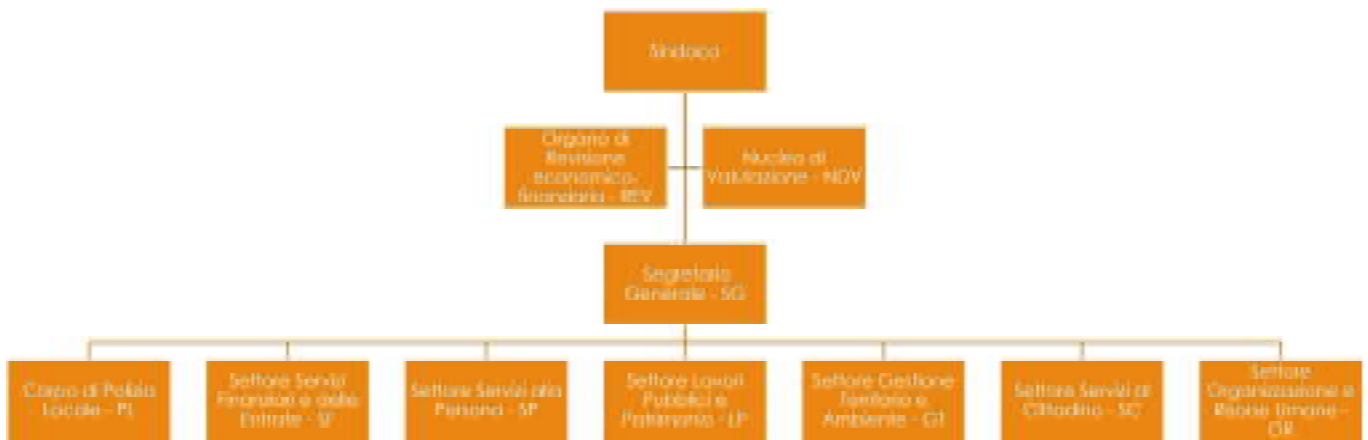 Sindaco
Organo di
Revisione
economico-
finanziario - REV
Nucleo di
Valutazione - NDV
Segretario
Generale - SG
Corpo di Polizia
Locale - PL
Settore Servizi
Finanziari e delle
Entrate - SF
Settore Servizi alla
Persona - SP
Settore Lavori
Pubblici e
Patrimonio - LP
Settore Gestione
Territorio e
Ambiente - GT
Settore Servizi al
Cittadino - SC
Settore
Organizzazione e
Risorse Umane -
OR